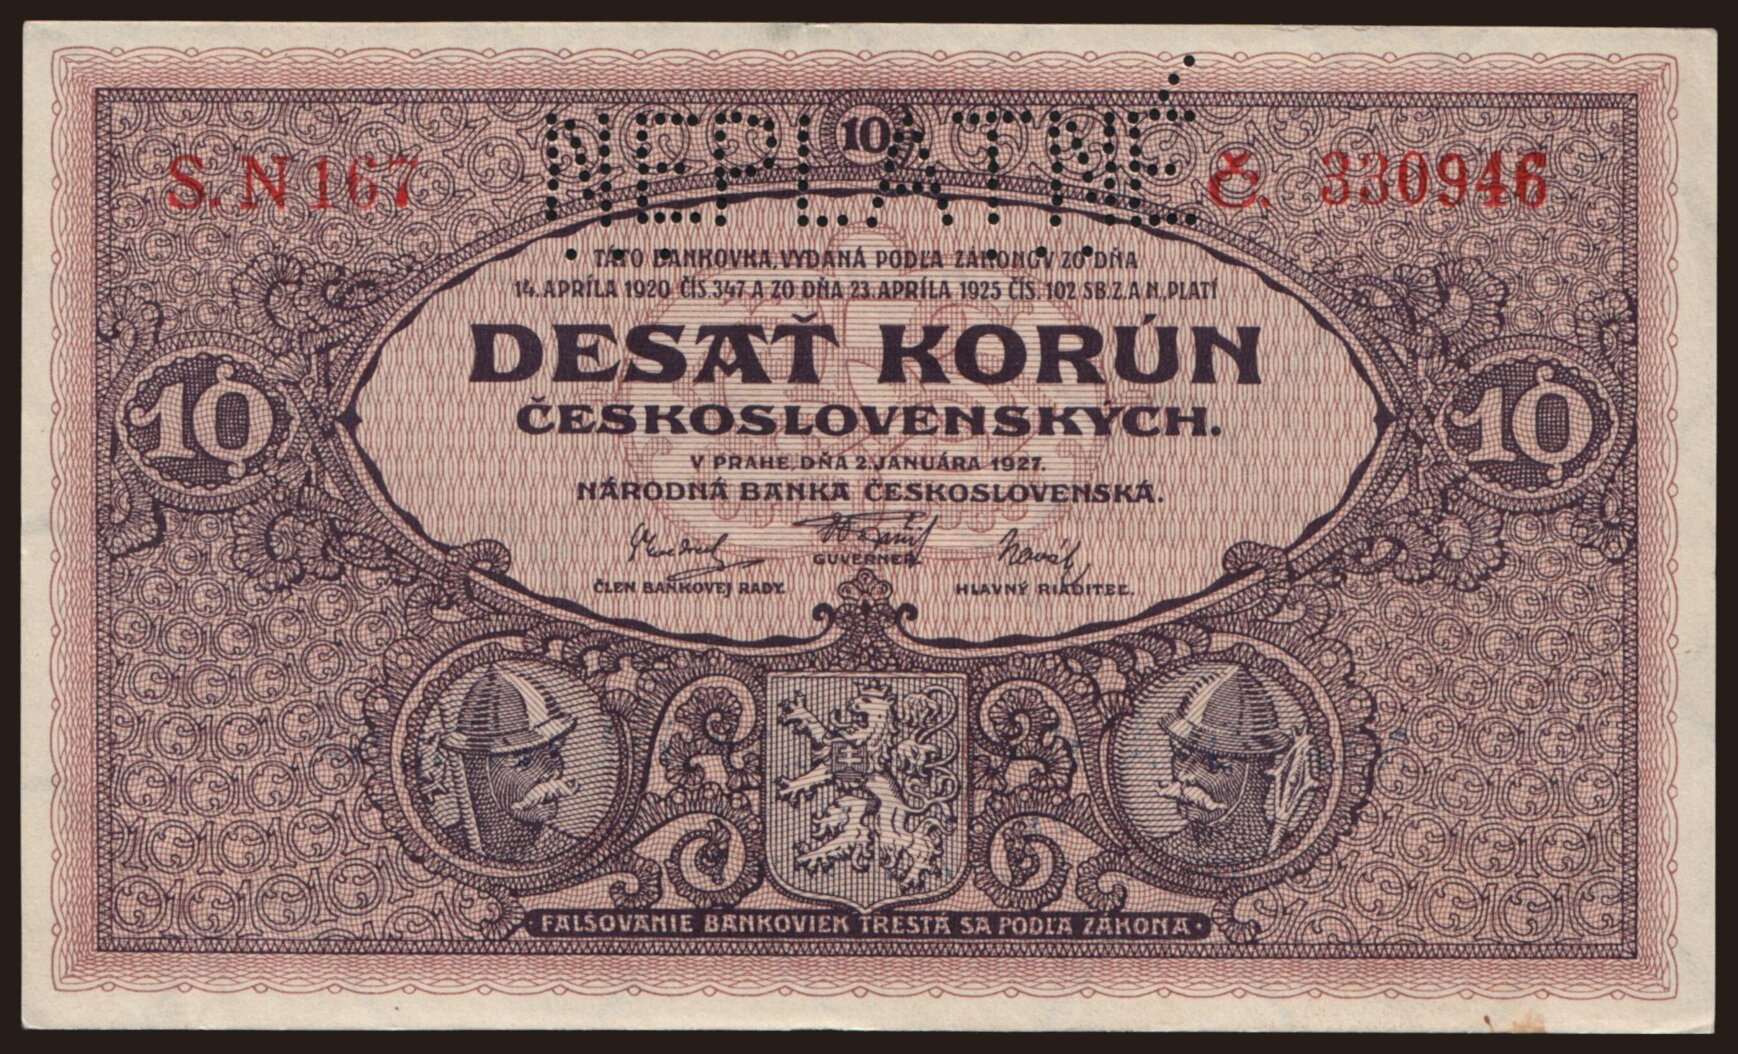 NEPLATNÉ
10
S.N167 Č. 330946
TÁTO BANKOVKA, VYDANÁ PODĽA ZÁKONOV ZO DŇA
14. APRÍLA 1920 ČÍS. 347 A ZO DŇA 23. APRÍLA 1925 ČÍS. 102 SB. Z. A N., PLATÍ
DESAŤ KORÚN
10 ČESKOSLOVENSKÝCH. 10
V PRAHE, DŇA 2. JANUÁRA 1927.
NÁRODNÁ BANKA ČESKOSLOVENSKÁ.
GUVERNER.
ČLEN BAŇKOVEJ RADY. HLAVNÝ RIADITEĽ.
FALŠOVANIE BANKOVIEK TRESTÁ SA PODĽA ZÁKONA